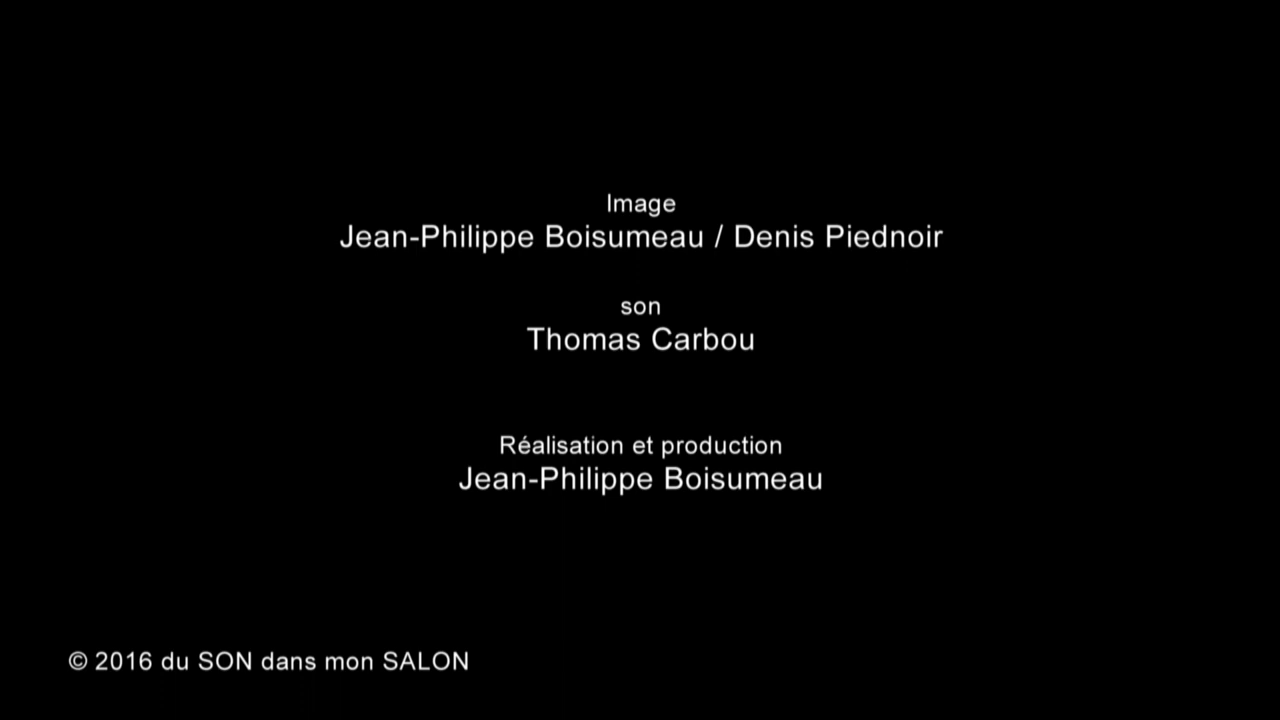 Image
Jean-Philippe Boisumeau / Denis Piednoir
son
Thomas Carbou
Réalisation et production
Jean-Philippe Boisumeau
© 2016 du SON dans mon SALON